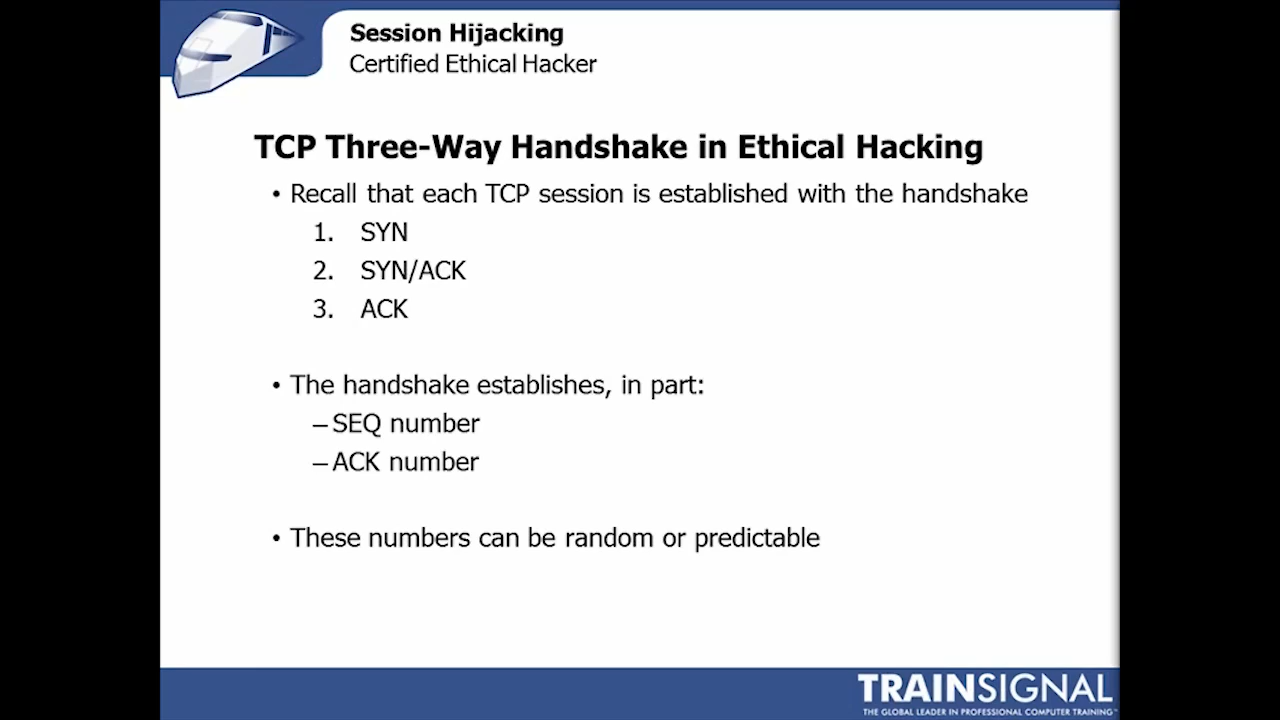 Session Hijacking
Certified Ethical Hacker
TCP Three-Way Handshake in Ethical Hacking
• Recall that each TCP session is established with the handshake
1. SYN
2. SYN/ACK
3. ACK
• The handshake establishes, in part:
– SEQ number
– ACK number
• These numbers can be random or predictable
TRAINSIGNAL
THE GLOBAL LEADER IN PROFESSIONAL COMPUTER TRAINING™